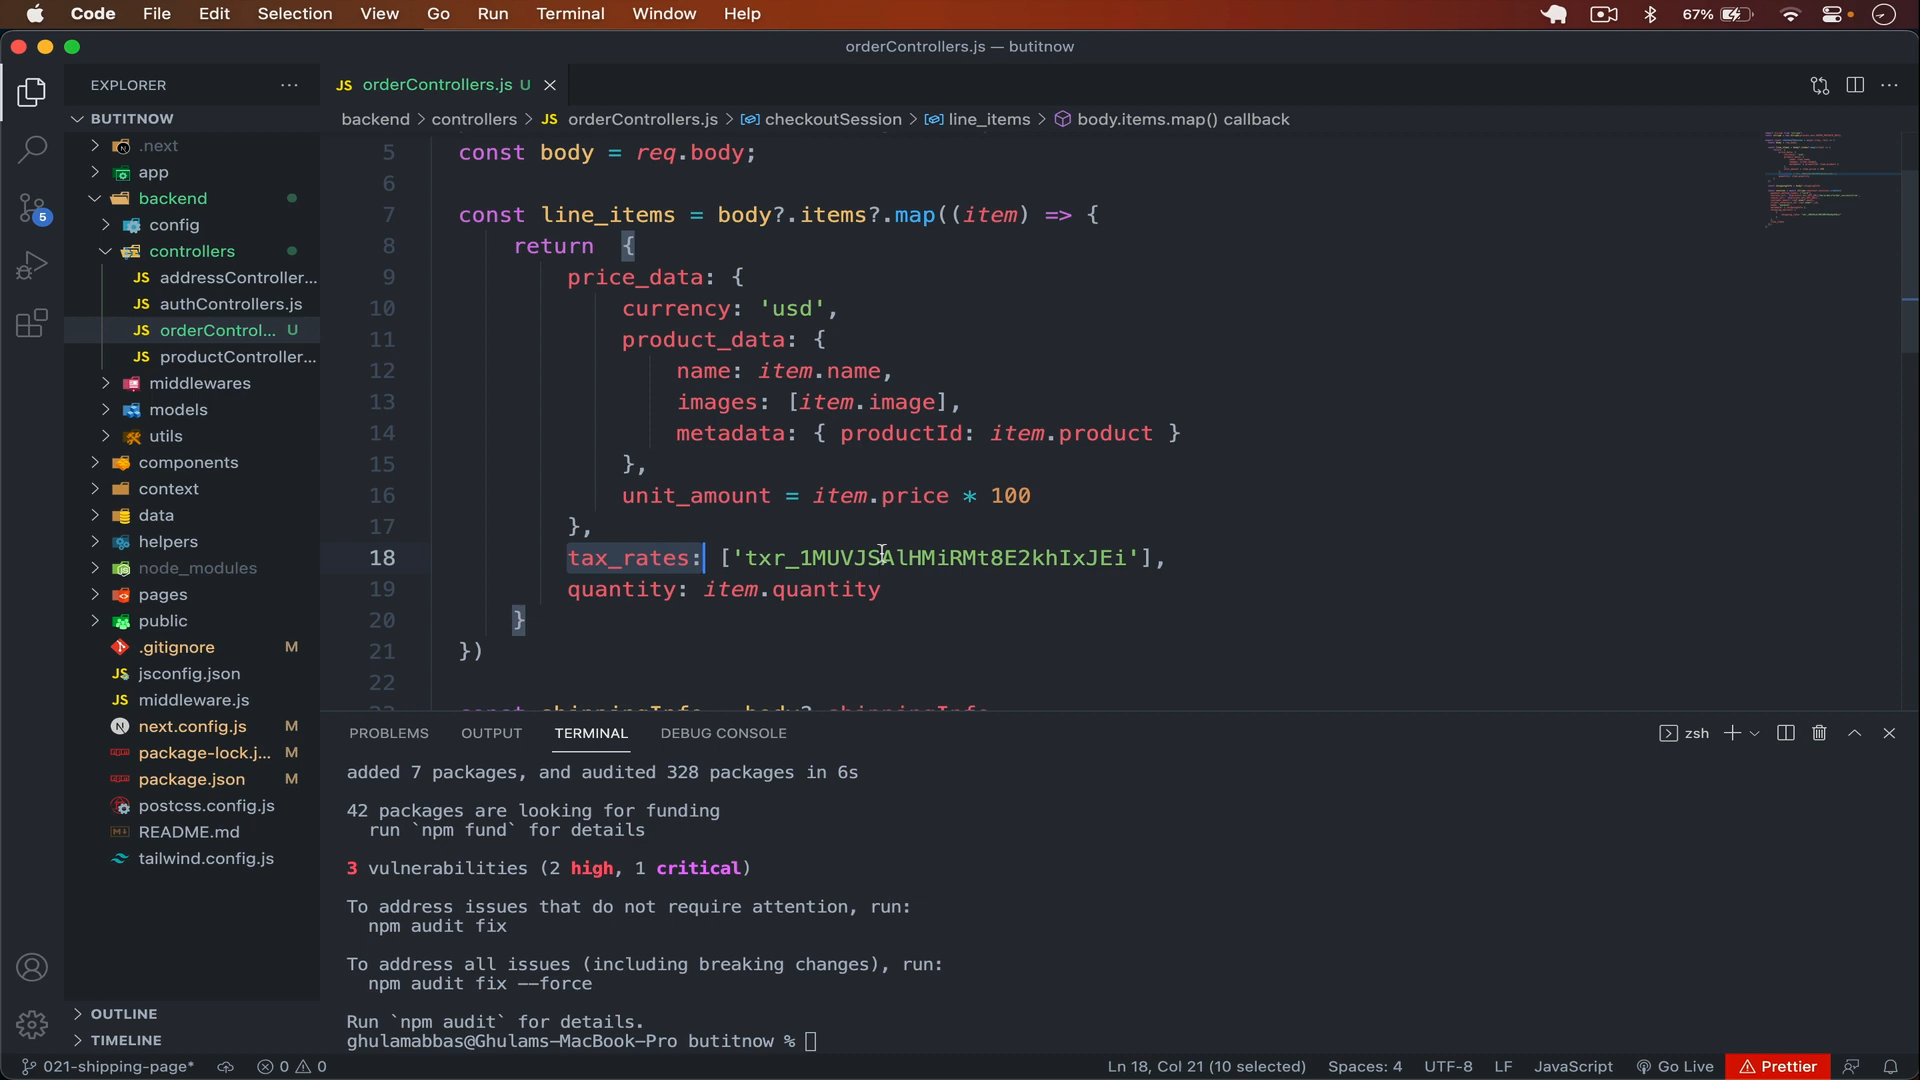 Code File Edit Selection View Go Run Terminal Window Help 67%
orderControllers.js — butitnow
EXPLORER
JS orderControllers.js U
BUTITNOW
backend > controllers > JS orderControllers.js > checkoutSession > line_items > body.items.map() callback
.next
app
backend
config
controllers
JS addressController...
JS authControllers.js
JS orderControl... U
JS productController...
middlewares
models
utils
components
context
data
helpers
node_modules
pages
public
.gitignore M
jsconfig.json
JS middleware.js
next.config.js M
package-lock.j... M
package.json M
postcss.config.js
README.md
tailwind.config.js
OUTLINE
TIMELINE
5
5 const body = req.body;
6
7 const line_items = body?.items?.map((item) => {
8 return {
9 price_data: {
10 currency: 'usd',
11 product_data: {
12 name: item.name,
13 images: [item.image],
14 metadata: { productId: item.product }
15 },
16 unit_amount = item.price * 100
17 },
18 tax_rates: ['txr_1MUVJSAlHMiRMt8E2khIxJEi'],
19 quantity: item.quantity
20 }
21 })
22
PROBLEMS OUTPUT TERMINAL DEBUG CONSOLE
zsh
added 7 packages, and audited 328 packages in 6s
42 packages are looking for funding
run `npm fund` for details
3 vulnerabilities (2 high, 1 critical)
To address issues that do not require attention, run:
npm audit fix
To address all issues (including breaking changes), run:
npm audit fix --force
Run `npm audit` for details.
ghulamabbas@Ghulams-MacBook-Pro butitnow %
021-shipping-page* 0 0 Ln 18, Col 21 (10 selected) Spaces: 4 UTF-8 LF JavaScript Go Live Prettier